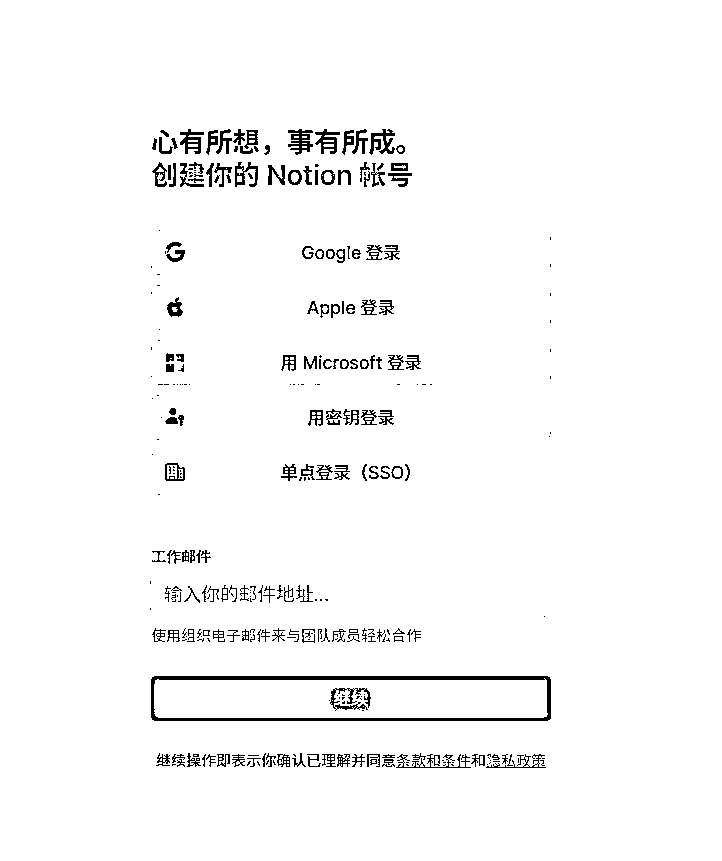 心有所想，事有所成。
创建你的 Notion 帐号
Google 登录
Apple 登录
用 Microsoft 登录
用密钥登录
单点登录（SSO）
工作邮件
输入你的邮件地址...
使用组织电子邮件来与团队成员轻松合作
继续
继续操作即表示你确认已理解并同意条款和条件和隐私政策